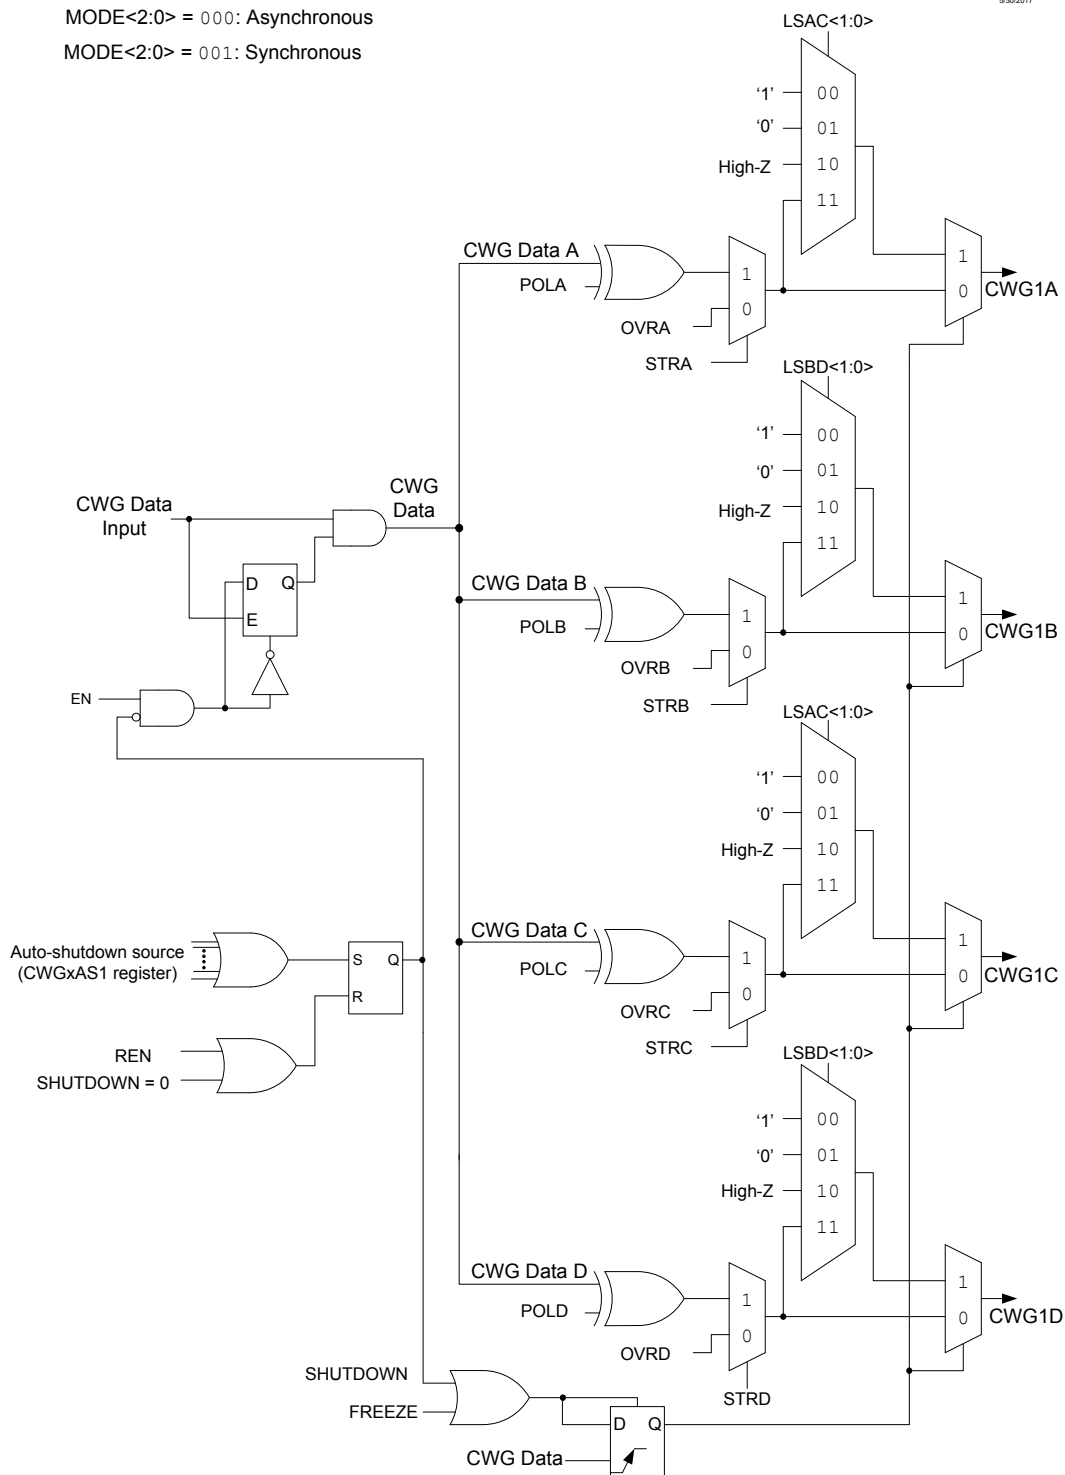 5/30/2017
MODE<2:0> = 000: Asynchronous
MODE<2:0> = 001: Synchronous
LSAC<1:0>
'1'
00
'0'
01
High-Z
10
11
CWG Data A
POLA
1
0
OVRA
STRA
1
0
CWG1A
LSBD<1:0>
‘1’
00
‘0’
01
High-Z
10
11
CWG Data
Input
CWG
Data
D
Q
E
EN
CWG Data B
POLB
1
0
OVRB
STRB
1
0
CWG1B
LSAC<1:0>
‘1’
00
‘0’
01
High-Z
10
11
CWG Data C
POLC
1
0
OVRC
STRC
1
0
CWG1C
Auto-shutdown source
(CWGxAS1 register)
S
Q
R
REN
SHUTDOWN = 0
LSBD<1:0>
‘1’
00
‘0’
01
High-Z
10
11
CWG Data D
POLD
1
0
OVRD
STRD
1
0
CWG1D
SHUTDOWN
FREEZE
D
Q
CWG Data